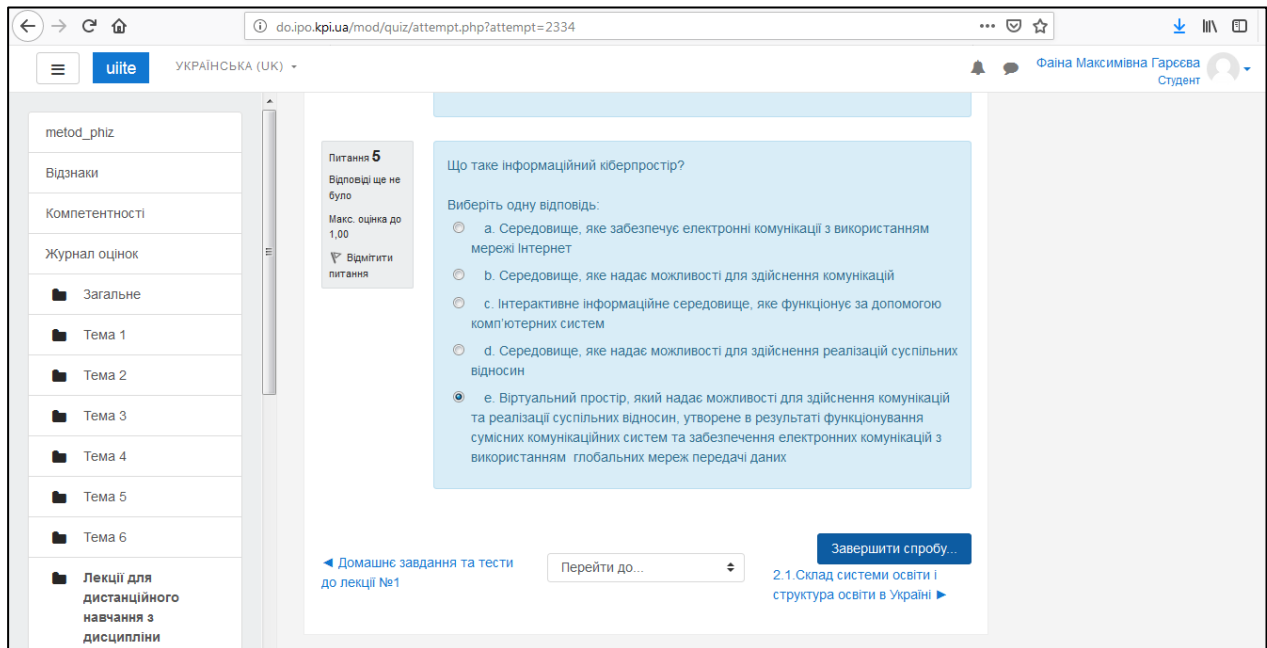 do.ipo.kpi.ua/mod/quiz/attempt.php?attempt=2334
uiite
УКРАЇНСЬКА (UK)
Фаіна Максимівна Гарєєва
Студент
metod_phiz
Відзнаки
Компетентності
Журнал оцінок
Загальне
Тема 1
Тема 2
Тема 3
Тема 4
Тема 5
Тема 6
Лекції для
дистанційного
навчання з
дисципліни
Питання 5
Відповіді ще не
було
Макс. оцінка до
1,00
Відмітити
питання
Що таке інформаційний кіберпростір?
Виберіть одну відповідь:
a. Середовище, яке забезпечує електронні комунікації з використанням
мережі Інтернет
b. Середовище, яке надає можливості для здійснення комунікацій
c. Інтерактивне інформаційне середовище, яке функціонує за допомогою
комп'ютерних систем
d. Середовище, яке надає можливості для здійснення реалізацій суспільних
відносин
e. Віртуальний простір, який надає можливості для здійснення комунікацій
та реалізації суспільних відносин, утворене в результаті функціонування
сумісних комунікаційних систем та забезпечення електронних комунікацій з
використанням глобальних мереж передачі даних
Завершити спробу...
◄ Домашнє завдання та тести
до лекції №1
Перейти до...
2.1.Склад системи освіти і
структура освіти в Україні ►